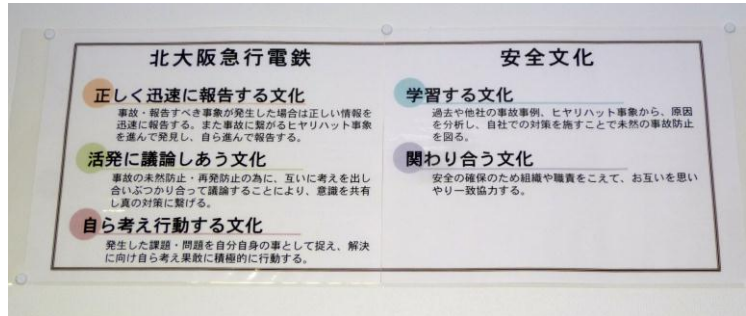 北大阪急行電鉄
正しく迅速に報告する文化
事故・報告すべき事象が発生した場合は正しい情報を
迅速に報告する。また事故に繋がるヒヤリハット事象
を進んで発見し、自ら進んで報告する。
活発に議論しあう文化
事故の未然防止・再発防止の為に、互いに考えを出し
合いぶつかり合って議論することにより、意識を共有
し真の対策に繋げる。
自ら考え行動する文化
発生した課題・問題を自分自身の事として捉え、解決
に向け自ら考え果敢に積極的に行動する。
安全文化
学習する文化
過去や他社の事故事例、ヒヤリハット事象から、原因
を分析し、自社での対策を施すことで未然の事故防止
を図る。
関わり合う文化
安全の確保のため組織や職責をこえて、お互いを思い
やり一致協力する。